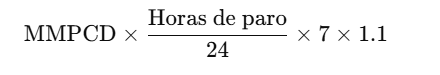 MMPCD × Horas de paro / 24 × 7 × 1.1